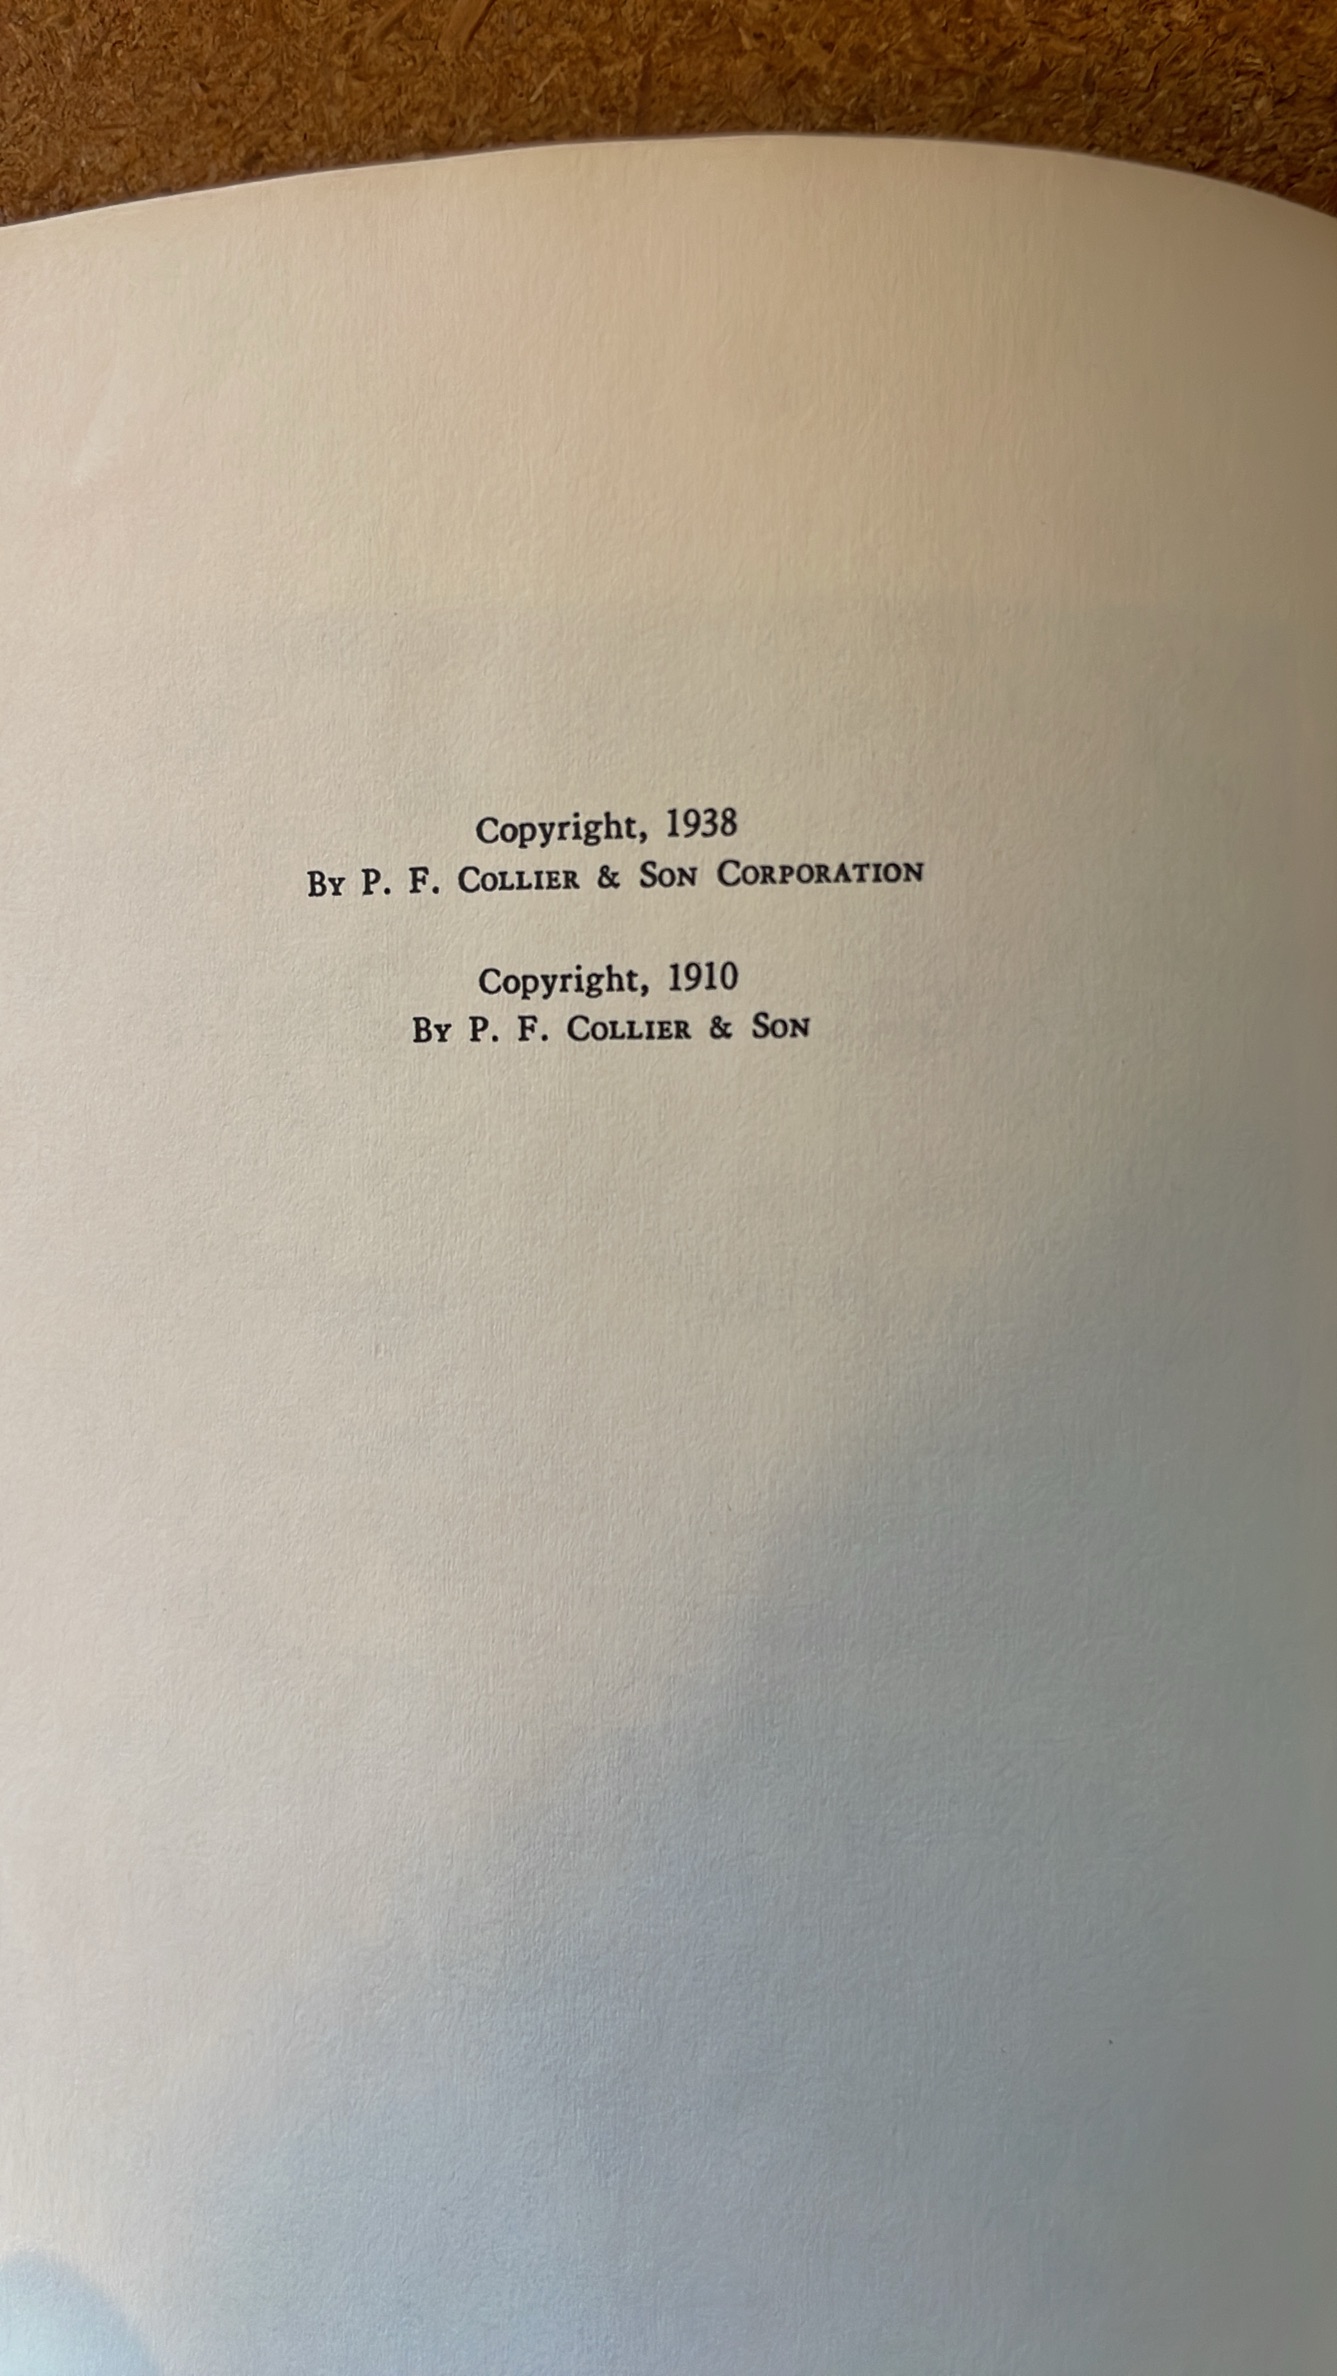 Copyright, 1938
By P. F. Collier & Son Corporation
Copyright, 1910
By P. F. Collier & Son